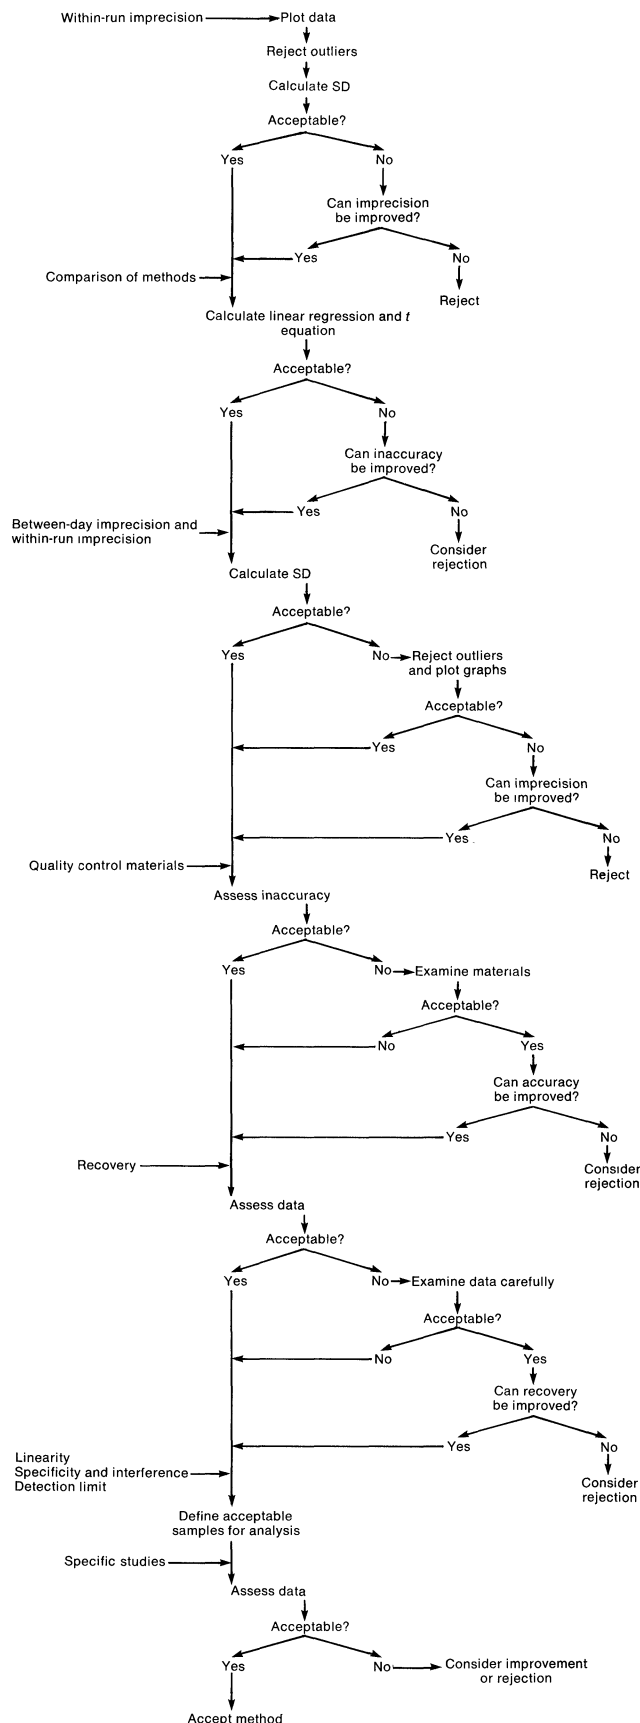 Within-run imprecision
Plot data
Reject outliers
Calculate SD
Acceptable?
Yes
No
Can imprecision
be improved?
Yes
No
Comparison of methods
Reject
Calculate linear regression and t
equation
Acceptable?
Yes
No
Can inaccuracy
be improved?
Yes
No
Between-day imprecision and
within-run imprecision
Consider
rejection
Calculate SD
Acceptable?
Yes
No
Reject outliers
and plot graphs
Acceptable?
Yes
No
Can imprecision
be improved?
Yes
No
Quality control materials
Reject
Assess inaccuracy
Acceptable?
Yes
No
Examine materials
Acceptable?
No
Yes
Can accuracy
be improved?
Yes
No
Recovery
Consider
rejection
Assess data
Acceptable?
Yes
No
Examine data carefully
Acceptable?
No
Yes
Can recovery
be improved?
Yes
No
Linearity
Specificity and interference
Detection limit
Consider
rejection
Define acceptable
samples for analysis
Specific studies
Assess data
Acceptable?
Yes
No
Consider improvement
or rejection
Accept method